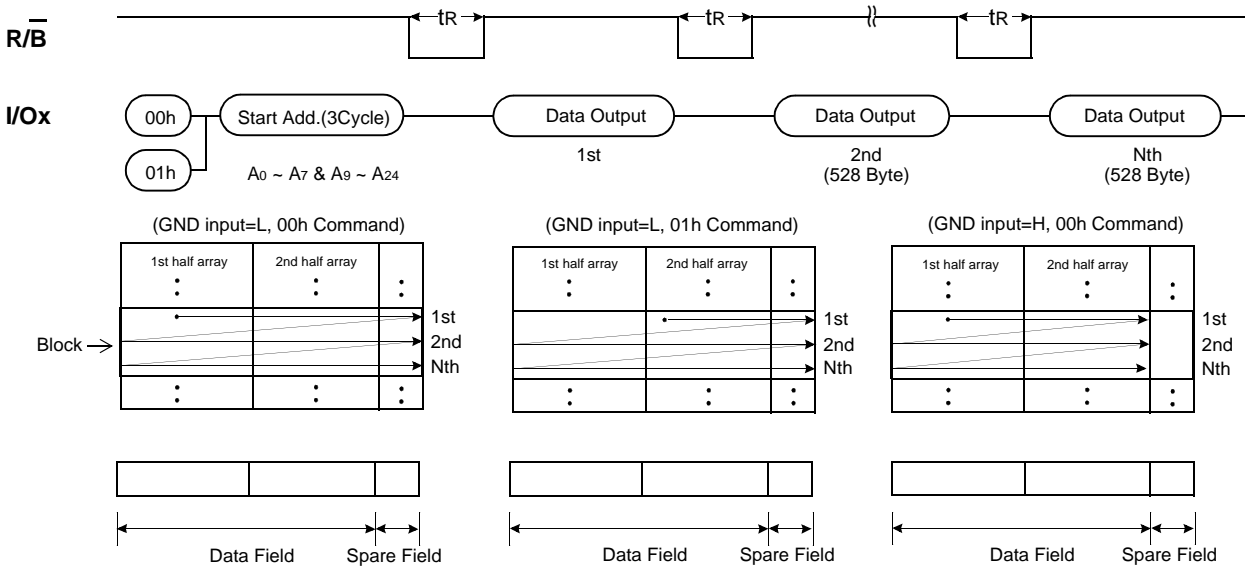 R/B tR tR tR
I/Ox 00h Start Add.(3Cycle) Data Output Data Output Data Output
01h A0 ~ A7 & A9 ~ A24 1st 2nd Nth
(528 Byte) (528 Byte)
(GND input=L, 00h Command) (GND input=L, 01h Command) (GND input=H, 00h Command)
1st half array 2nd half array 1st half array 2nd half array 1st half array 2nd half array
1st 1st 1st
Block 2nd 2nd 2nd
Nth Nth Nth
Data Field Spare Field Data Field Spare Field Data Field Spare Field